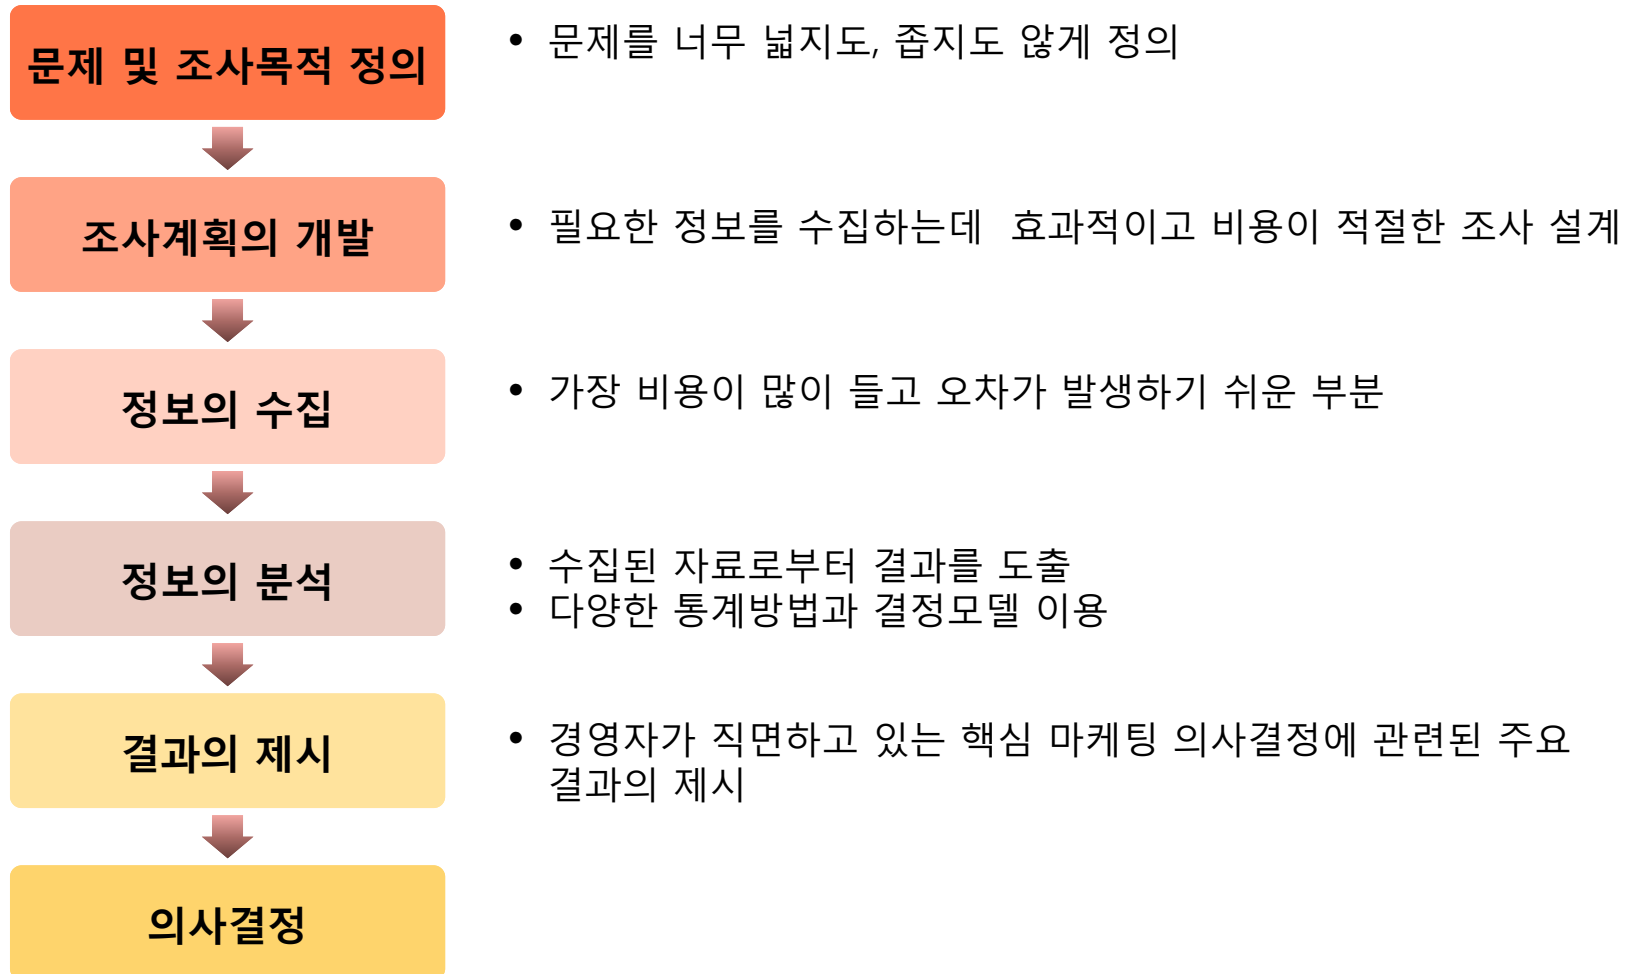 문제 및 조사목적 정의
• 문제를 너무 넓지도, 좁지도 않게 정의
조사계획의 개발
• 필요한 정보를 수집하는데  효과적이고 비용이 적절한 조사 설계
정보의 수집
• 가장 비용이 많이 들고 오차가 발생하기 쉬운 부분
정보의 분석
• 수집된 자료로부터 결과를 도출
• 다양한 통계방법과 결정모델 이용
결과의 제시
• 경영자가 직면하고 있는 핵심 마케팅 의사결정에 관련된 주요
결과의 제시
의사결정